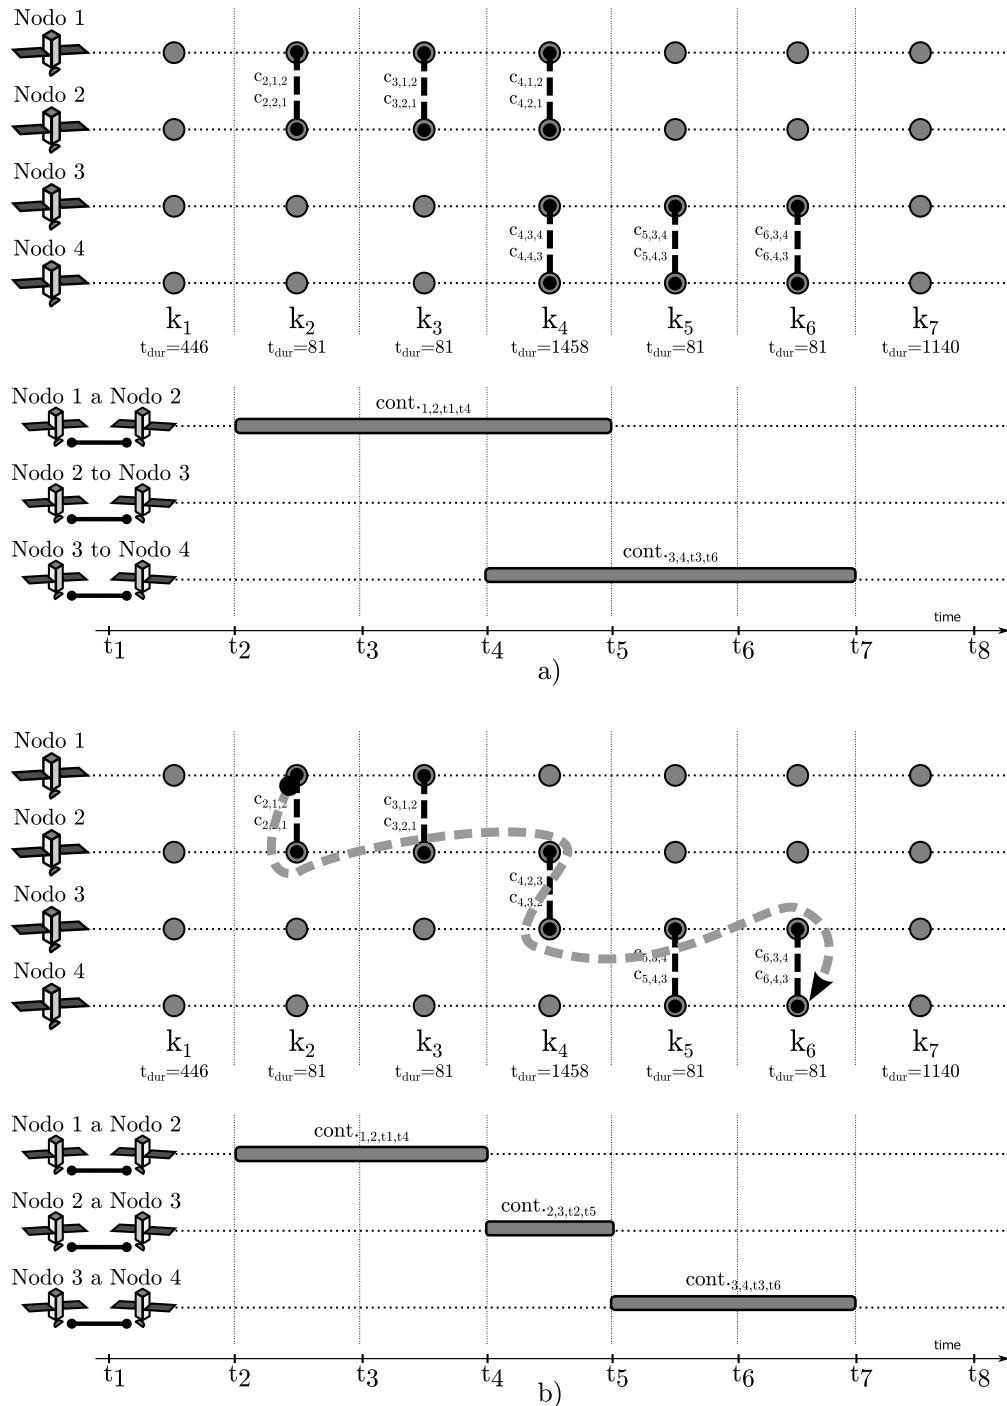 Nodo 1
c2,1,2 c3,1,2 c4,1,2
c2,2,1 c3,2,1 c4,2,1
Nodo 2
Nodo 3
c4,3,4 c5,3,4 c6,3,4
c4,4,3 c5,4,3 c6,4,3
Nodo 4
k1 k2 k3 k4 k5 k6 k7
tdur=446 tdur=81 tdur=81 tdur=1458 tdur=81 tdur=81 tdur=1140
Nodo 1 a Nodo 2
cont.1,2,t1,t4
Nodo 2 to Nodo 3
Nodo 3 to Nodo 4
cont.3,4,t3,t6
time
t1 t2 t3 t4 t5 t6 t7 t8
a)
Nodo 1
c2,1,2 c3,1,2
c2,2,1 c3,2,1
Nodo 2
c4,2,3
c4,3,2
Nodo 3
c5,3,4 c6,3,4
c5,4,3 c6,4,3
Nodo 4
k1 k2 k3 k4 k5 k6 k7
tdur=446 tdur=81 tdur=81 tdur=1458 tdur=81 tdur=81 tdur=1140
Nodo 1 a Nodo 2
cont.1,2,t1,t4
Nodo 2 a Nodo 3
cont.2,3,t2,t5
Nodo 3 a Nodo 4
cont.3,4,t3,t6
time
t1 t2 t3 t4 t5 t6 t7 t8
b)